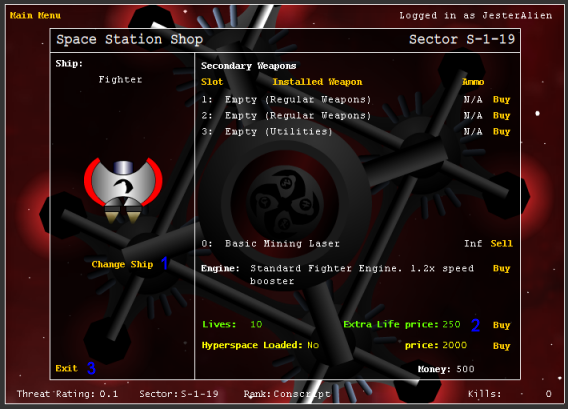 Main Menu Logged in as JesterAlien
Space Station Shop Sector S-1-19
Ship:
Fighter
Secondary Weapons
Slot Installed Weapon Ammo
1: Empty (Regular Weapons) N/A Buy
2: Empty (Regular Weapons) N/A Buy
3: Empty (Utilities) N/A Buy
0: Basic Mining Laser Inf Sell
Change Ship 1
Engine: Standard Fighter Engine. 1.2x speed Buy
booster
Lives: 10 Extra Life price: 250 2 Buy
Hyperspace Loaded: No price: 2000 Buy
Exit 3
Money: 500
Threat Rating: 0.1 Sector: S-1-19 Rank: Conscript Kills: 0